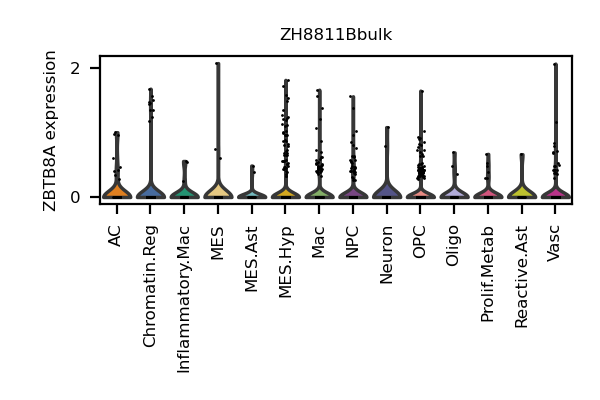 ZH8811Bbulk
ZBTB8A expression
2
0
AC
Chromatin.Reg
Inflammatory.Mac
MES
MES.Ast
MES.Hyp
Mac
NPC
Neuron
OPC
Oligo
Prolif.Metab
Reactive.Ast
Vasc